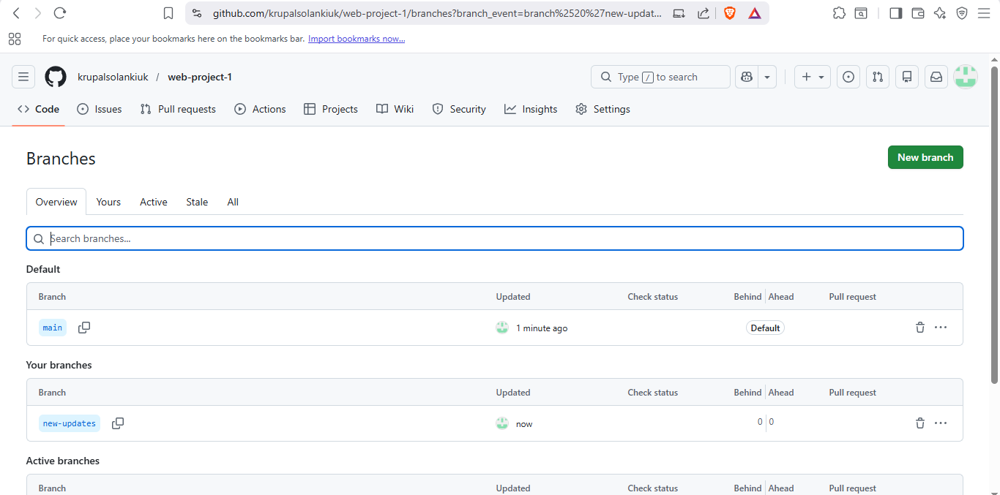 github.com/krupalsolankiuk/web-project-1/branches?branch_event=branch%2520%27new-updat...
For quick access, place your bookmarks here on the bookmarks bar. Import bookmarks now...
krupalsolankiuk / web-project-1
Type / to search
Code Issues Pull requests Actions Projects Wiki Security Insights Settings
Branches
New branch
Overview Yours Active Stale All
Search branches...
Default
Branch Updated Check status Behind Ahead Pull request
main 1 minute ago Default
Your branches
Branch Updated Check status Behind Ahead Pull request
new-updates now 0 0
Active branches
Branch Updated Check status Behind Ahead Pull request